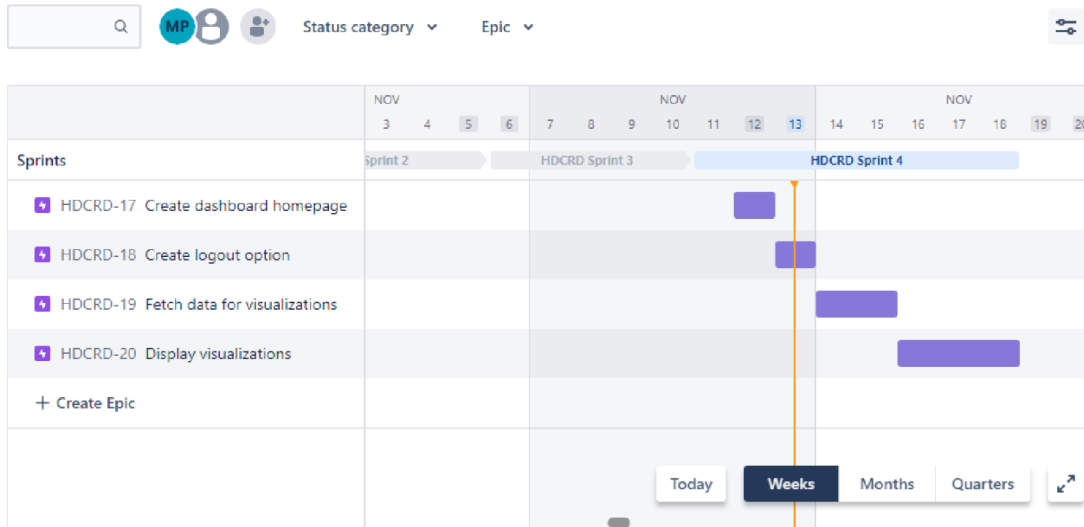 MP Status category Epic
NOV NOV NOV
3 4 5 6 7 8 9 10 11 12 13 14 15 16 17 18 19 20
Sprints Sprint 2 HDCRD Sprint 3 HDCRD Sprint 4
HDCRD-17 Create dashboard homepage
HDCRD-18 Create logout option
HDCRD-19 Fetch data for visualizations
HDCRD-20 Display visualizations
+ Create Epic
Today Weeks Months Quarters